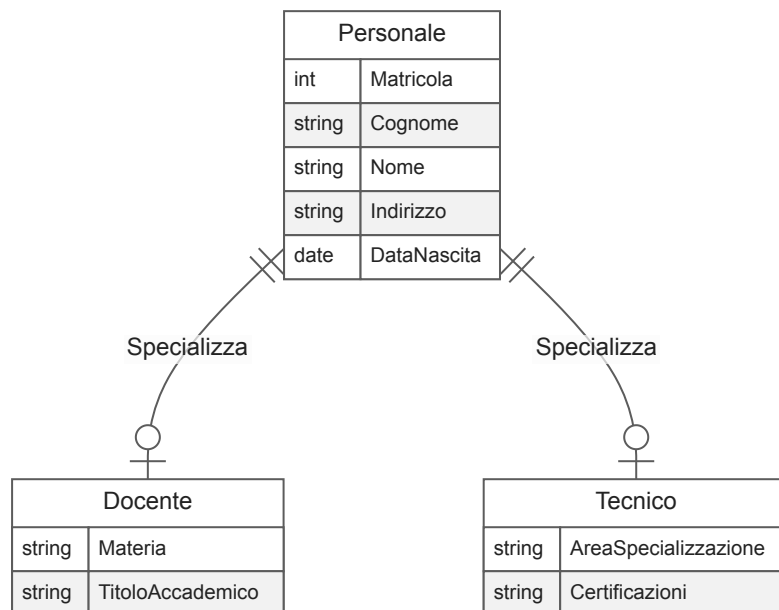 Personale
int Matricola
string Cognome
string Nome
string Indirizzo
date DataNascita
Specializza Specializza
Docente Tecnico
string Materia string AreaSpecializzazione
string TitoloAccademico string Certificazioni